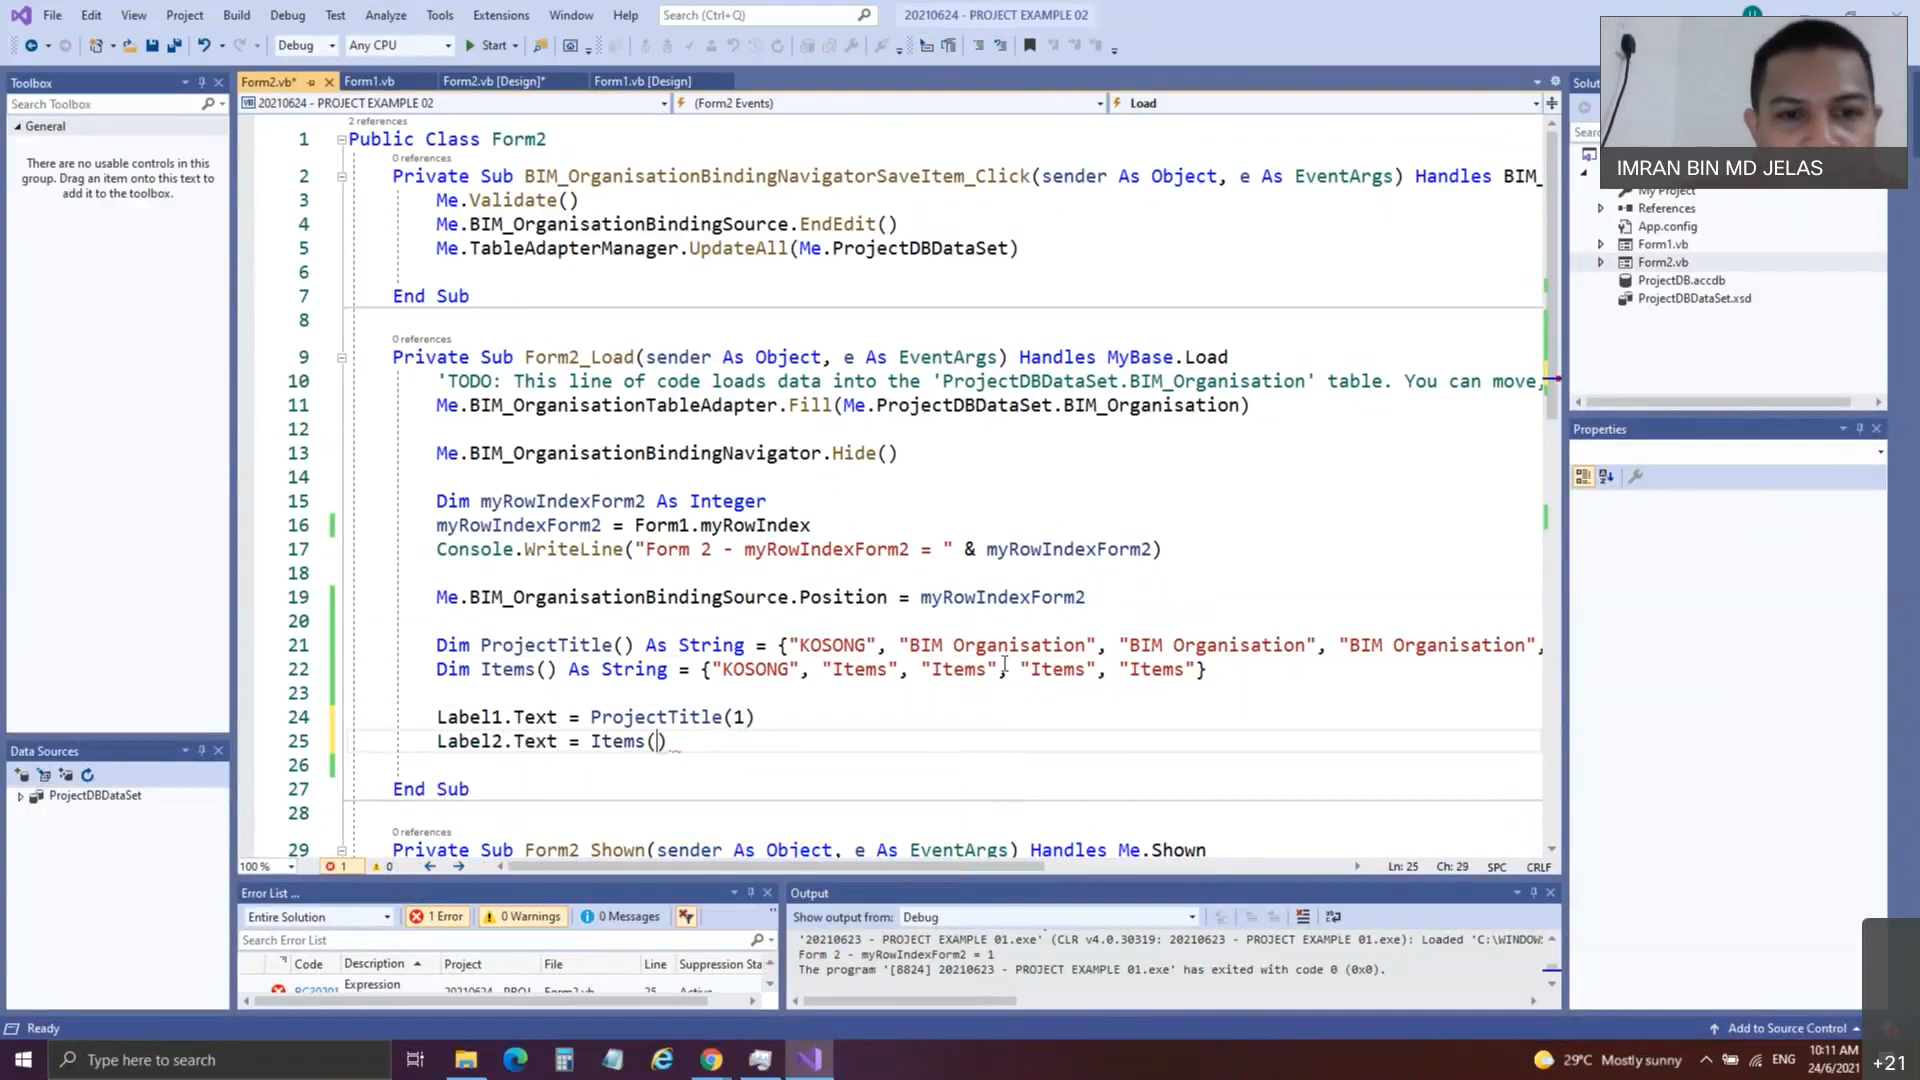 File Edit View Project Build Debug Test Analyze Tools Extensions Window Help Search (Ctrl+Q) 20210624 - PROJECT EXAMPLE 02
Debug Any CPU Start
Toolbox
Search Toolbox
General
There are no usable controls in this
group. Drag an item onto this text to
add it to the toolbox.
Data Sources
ProjectDBDataSet
Form2.vb* Form1.vb Form2.vb [Design]* Form1.vb [Design]
20210624 - PROJECT EXAMPLE 02 (Form2 Events) Load
2 references
1 Public Class Form2
0 references
2 Private Sub BIM_OrganisationBindingNavigatorSaveItem_Click(sender As Object, e As EventArgs) Handles BIM_
3 Me.Validate()
4 Me.BIM_OrganisationBindingSource.EndEdit()
5 Me.TableAdapterManager.UpdateAll(Me.ProjectDBDataSet)
6
7 End Sub
8
0 references
9 Private Sub Form2_Load(sender As Object, e As EventArgs) Handles MyBase.Load
10 'TODO: This line of code loads data into the 'ProjectDBDataSet.BIM_Organisation' table. You can move,
11 Me.BIM_OrganisationTableAdapter.Fill(Me.ProjectDBDataSet.BIM_Organisation)
12
13 Me.BIM_OrganisationBindingNavigator.Hide()
14
15 Dim myRowIndexForm2 As Integer
16 myRowIndexForm2 = Form1.myRowIndex
17 Console.WriteLine("Form 2 - myRowIndexForm2 = " & myRowIndexForm2)
18
19 Me.BIM_OrganisationBindingSource.Position = myRowIndexForm2
20
21 Dim ProjectTitle() As String = {"KOSONG", "BIM Organisation", "BIM Organisation", "BIM Organisation",
22 Dim Items() As String = {"KOSONG", "Items", "Items", "Items", "Items"}
23
24 Label1.Text = ProjectTitle(1)
25 Label2.Text = Items()
26
27 End Sub
28
0 references
29 Private Sub Form2_Shown(sender As Object, e As EventArgs) Handles Me.Shown
100 % 1 0 Ln: 25 Ch: 29 SPC CRLF
Error List ...
Entire Solution 1 Error 0 Warnings 0 Messages
Search Error List
Code Description Project File Line Suppression Sta
BC30201 Expression 20210624 - PROJ Form2.vb 25 Active
Output
Show output from: Debug
'20210623 - PROJECT EXAMPLE 01.exe' (CLR v4.0.30319: 20210623 - PROJECT EXAMPLE 01.exe): Loaded 'C:\WINDOW
Form 2 - myRowIndexForm2 = 1
The program '[8824] 20210623 - PROJECT EXAMPLE 01.exe' has exited with code 0 (0x0).
Solut
Sear
IMRAN BIN MD JELAS
My Project
References
App.config
Form1.vb
Form2.vb
ProjectDB.accdb
ProjectDBDataSet.xsd
Properties
Ready Add to Source Control
Type here to search 29°C Mostly sunny ENG 10:11 AM
24/6/2021
+21